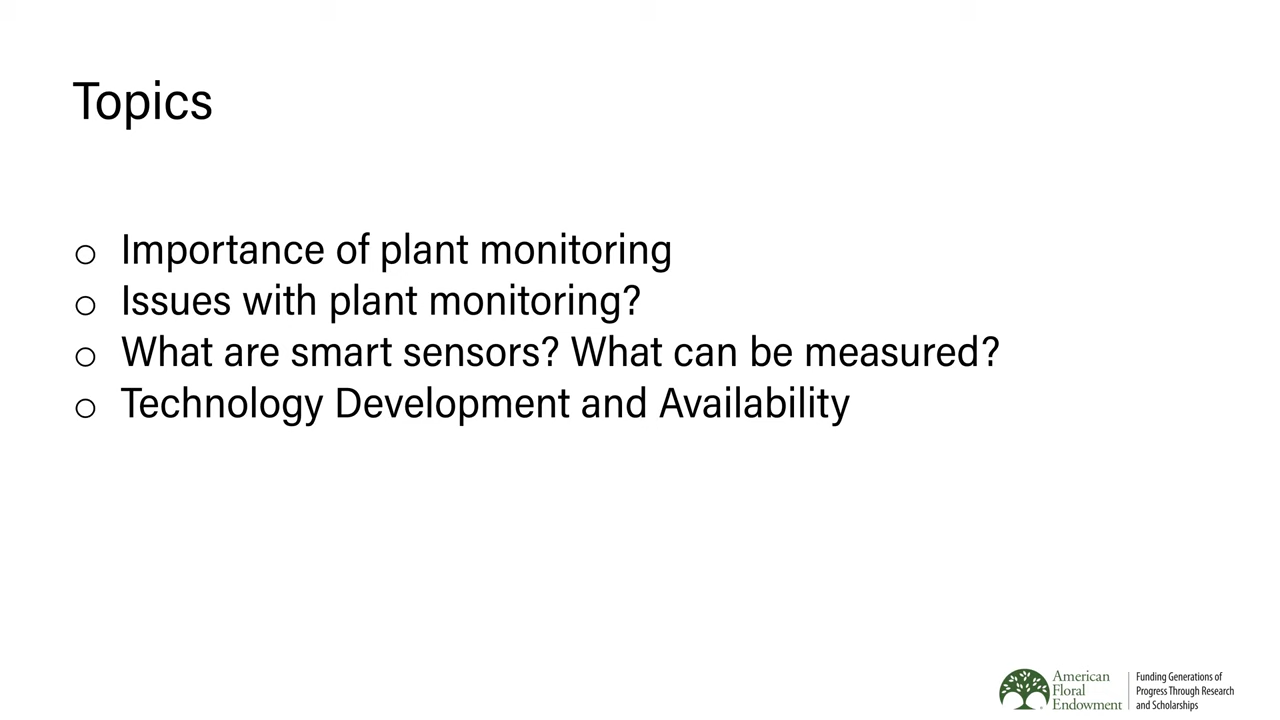 Topics
o Importance of plant monitoring
o Issues with plant monitoring?
o What are smart sensors? What can be measured?
o Technology Development and Availability
American
Floral
Endowment
Funding Generations of
Progress Through Research
and Scholarships